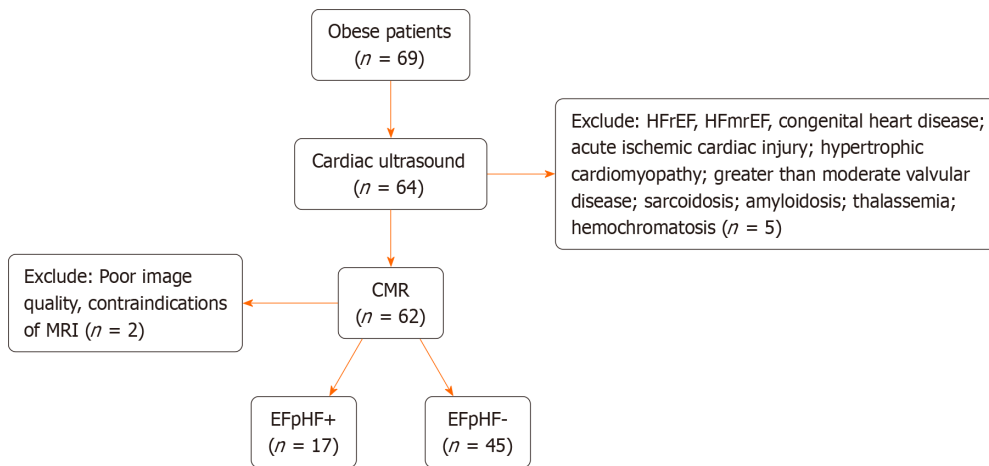 Obese patients
(n = 69)
Cardiac ultrasound
(n = 64)
Exclude: HFrEF, HFmrEF, congenital heart disease;
acute ischemic cardiac injury; hypertrophic
cardiomyopathy; greater than moderate valvular
disease; sarcoidosis; amyloidosis; thalassemia;
hemochromatosis (n = 5)
CMR
(n = 62)
Exclude: Poor image
quality, contraindications
of MRI (n = 2)
EFpHF+
(n = 17)
EFpHF-
(n = 45)